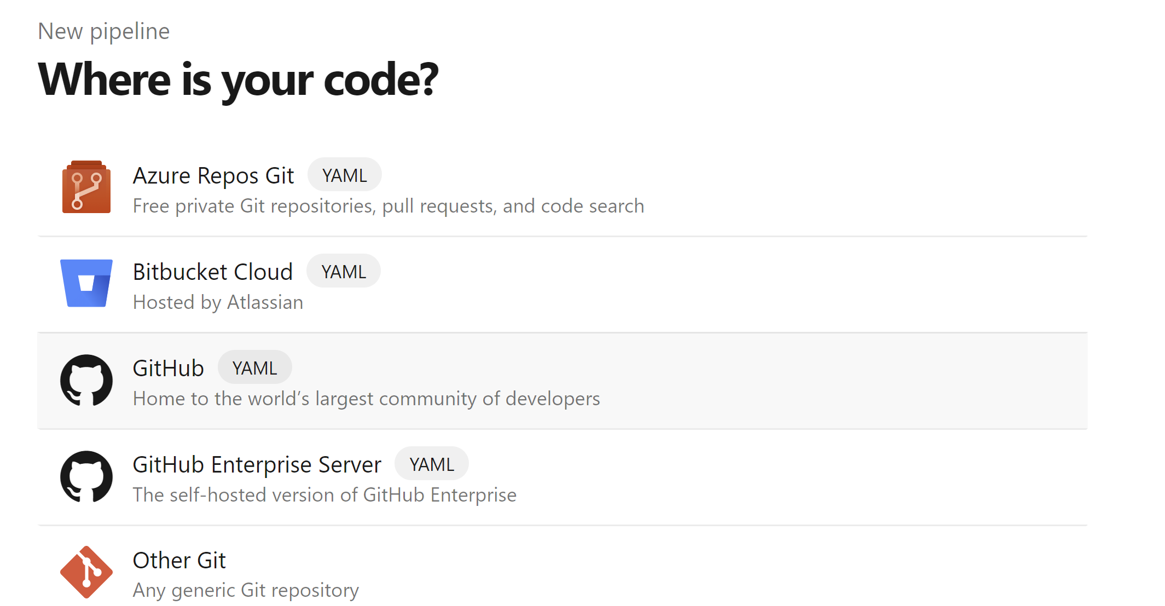 New pipeline
Where is your code?
Azure Repos Git YAML
Free private Git repositories, pull requests, and code search
Bitbucket Cloud YAML
Hosted by Atlassian
GitHub YAML
Home to the world’s largest community of developers
GitHub Enterprise Server YAML
The self-hosted version of GitHub Enterprise
Other Git
Any generic Git repository